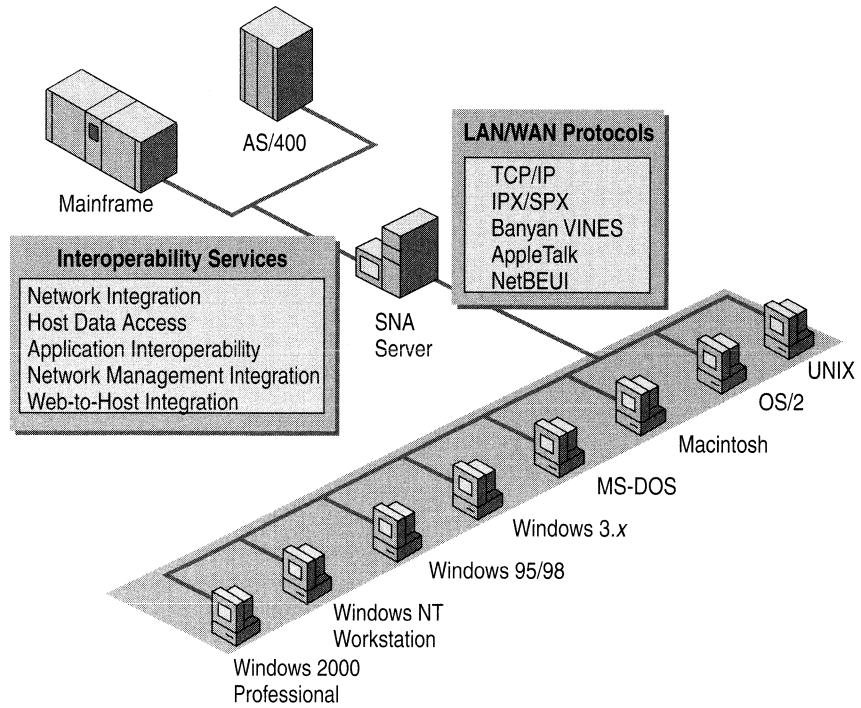 AS/400
Mainframe
LAN/WAN Protocols
TCP/IP
IPX/SPX
Banyan VINES
AppleTalk
NetBEUI
Interoperability Services
Network Integration
Host Data Access
Application Interoperability
Network Management Integration
Web-to-Host Integration
SNA
Server
UNIX
OS/2
Macintosh
MS-DOS
Windows 3.x
Windows 95/98
Windows NT
Workstation
Windows 2000
Professional